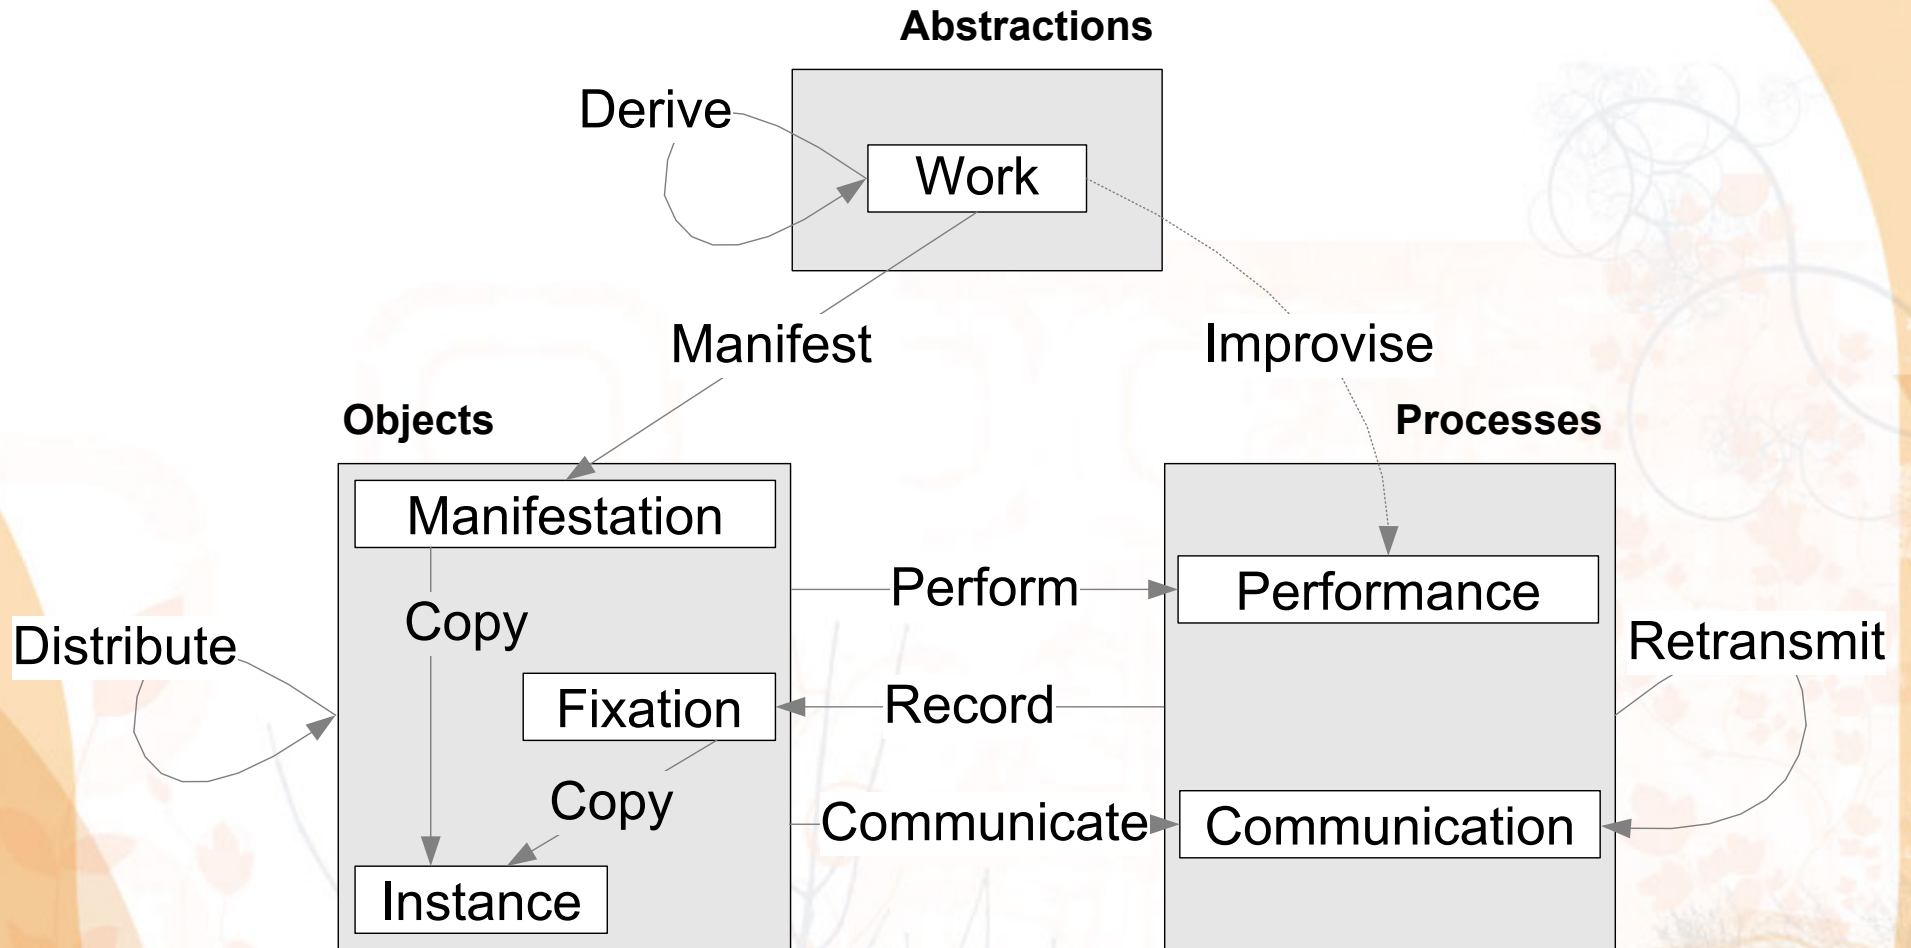 Abstractions
Derive
Work
Manifest
Improvise
Objects
Processes
Manifestation
Perform
Performance
Copy
Distribute
Retransmit
Fixation
Record
Copy
Communicate
Communication
Instance